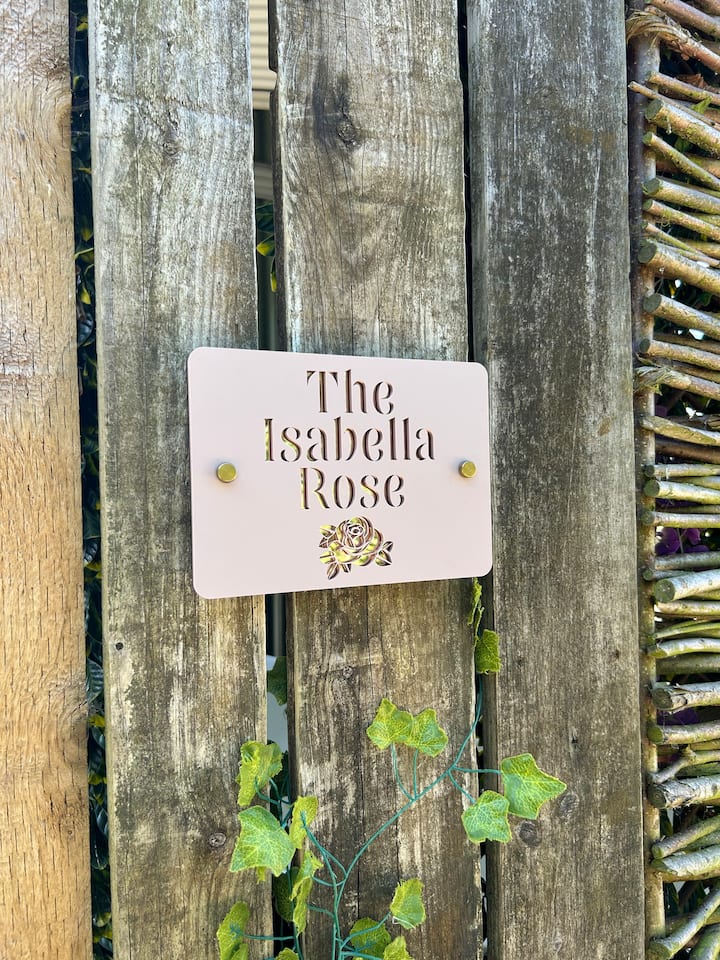 The
Isabella
Rose